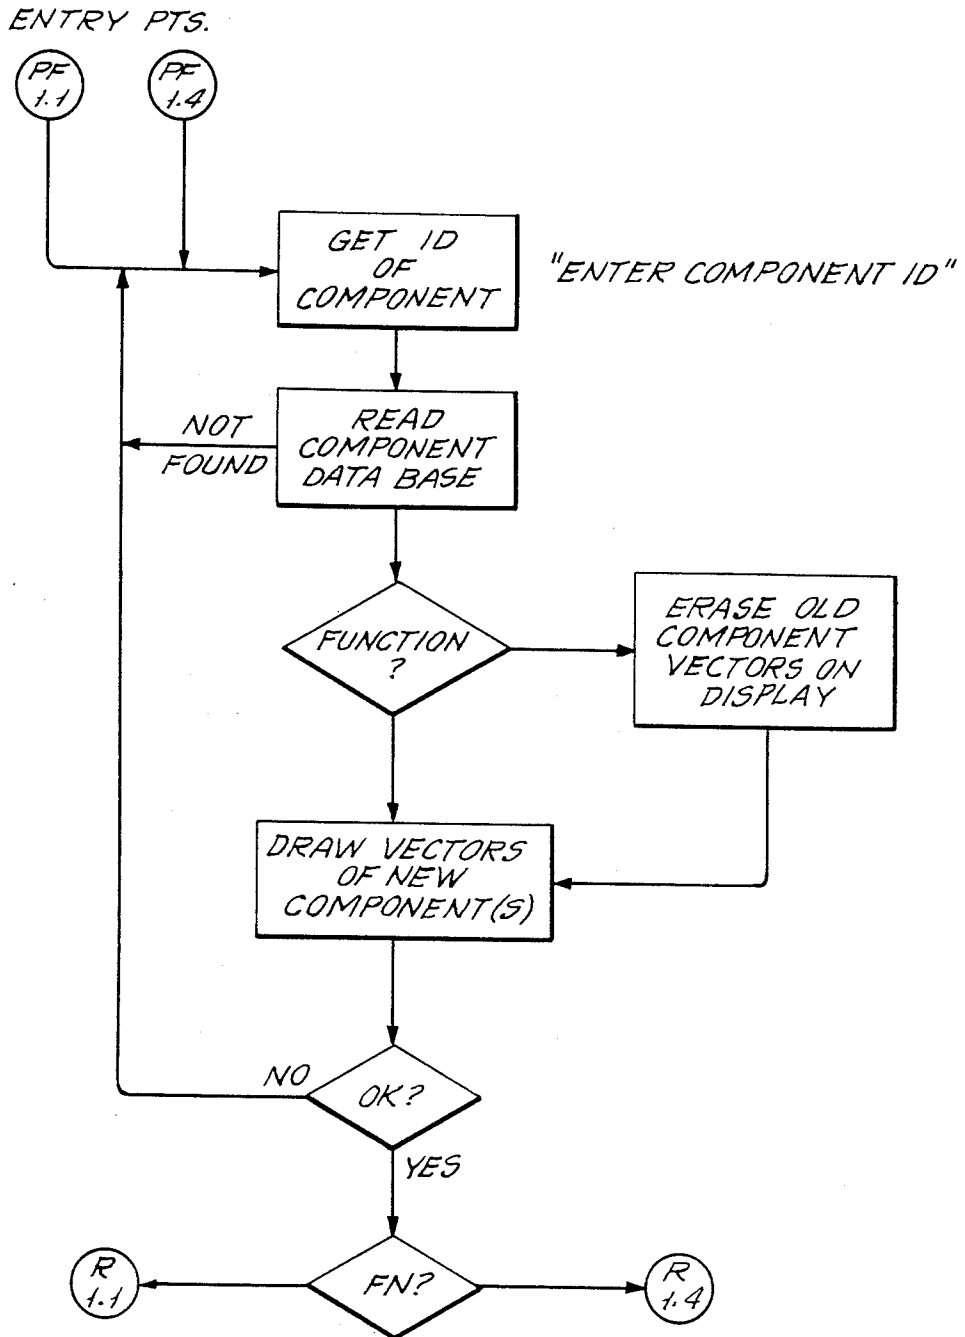 ENTRY PTS.
PF
1.1
PF
1.4
GET ID
OF
COMPONENT
"ENTER COMPONENT ID"
READ
COMPONENT
DATA BASE
NOT
FOUND
FUNCTION
?
ERASE OLD
COMPONENT
VECTORS ON
DISPLAY
DRAW VECTORS
OF NEW
COMPONENT(S)
OK?
NO
YES
FN?
R
1.1
R
1.4